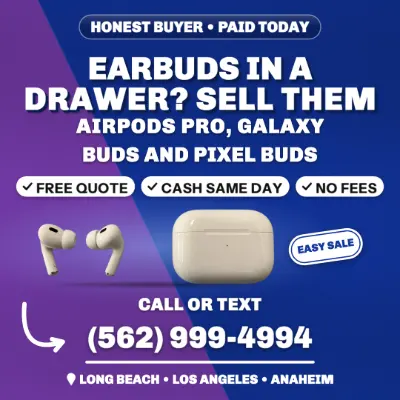 HONEST BUYER • PAID TODAY
EARBUDS IN A
DRAWER? SELL THEM
AIRPODS PRO, GALAXY
BUDS AND PIXEL BUDS
✓ FREE QUOTE ✓ CASH SAME DAY ✓ NO FEES
EASY SALE
CALL OR TEXT
(562) 999-4994
LONG BEACH • LOS ANGELES • ANAHEIM